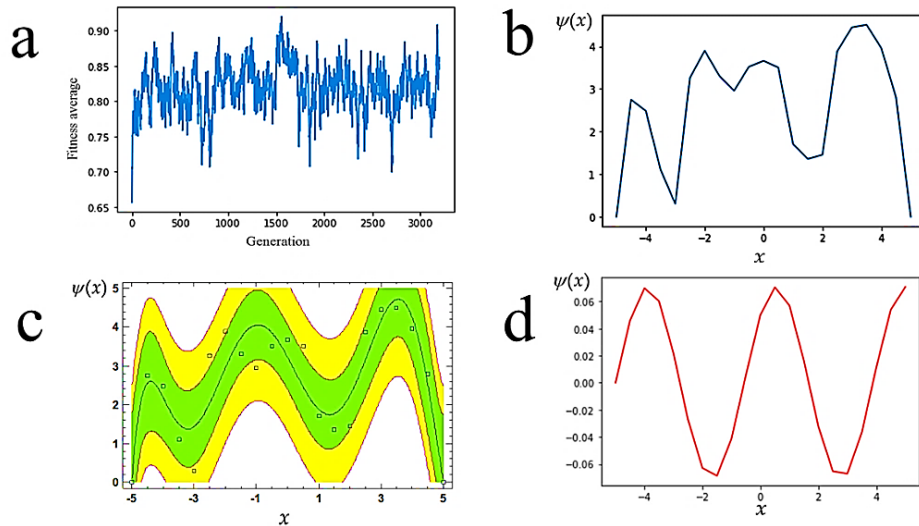 a
0.90
0.85
0.80
0.75
0.70
0.65
Fitness average
0 500 1000 1500 2000 2500 3000
Generation
b
ψ(x)
4
3
2
1
0
−4 −2 0 2 4
x
c
ψ(x)
5
4
3
2
1
0
-5 -3 -1 1 3 5
x
d
ψ(x)
0.06
0.04
0.02
0.00
−0.02
−0.04
−0.06
−4 −2 0 2 4
x